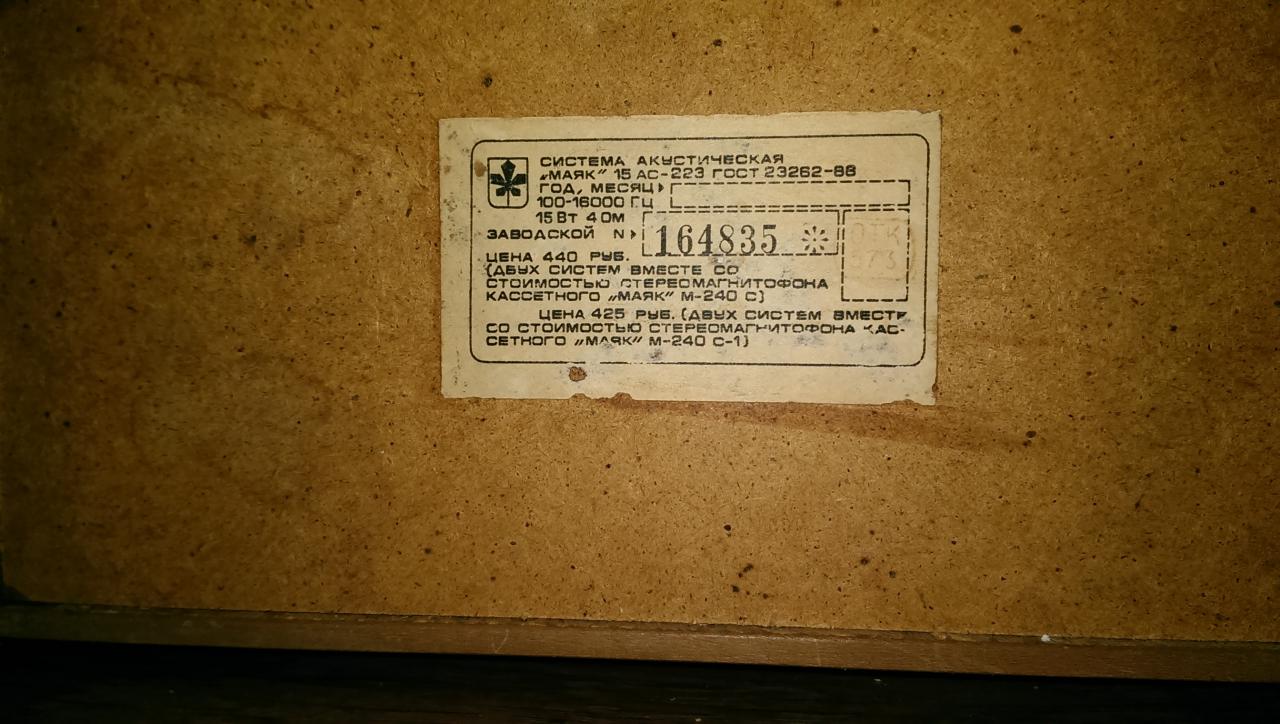 СИСТЕМА АКУСТИЧЕСКАЯ
„МАЯК” 15 АС-223 ГОСТ 23262-88
ГОД, МЕСЯЦ
100-16000 ГЦ
15 Вт 4 ОМ
ЗАВОДСКОЙ N 164835
ОТК
373
ЦЕНА 440 РУБ.
(ДВУХ СИСТЕМ ВМЕСТЕ СО
СТОИМОСТЬЮ СТЕРЕОМАГНИТОФОНА
КАССЕТНОГО „МАЯК” М-240 С)
ЦЕНА 425 РУБ. (ДВУХ СИСТЕМ ВМЕСТЕ
СО СТОИМОСТЬЮ СТЕРЕОМАГНИТОФОНА КАС-
СЕТНОГО „МАЯК” М-240 С-1)